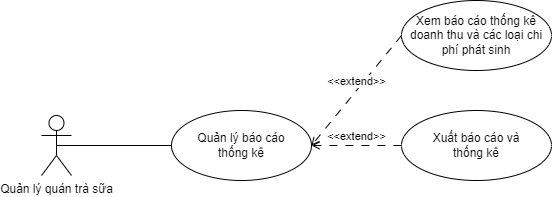 Xem báo cáo thống kê
doanh thu và các loại chi
phí phát sinh
<<extend>>
Quản lý báo cáo
thống kê
<<extend>>
Xuất báo cáo và
thống kê
Quản lý quán trà sữa